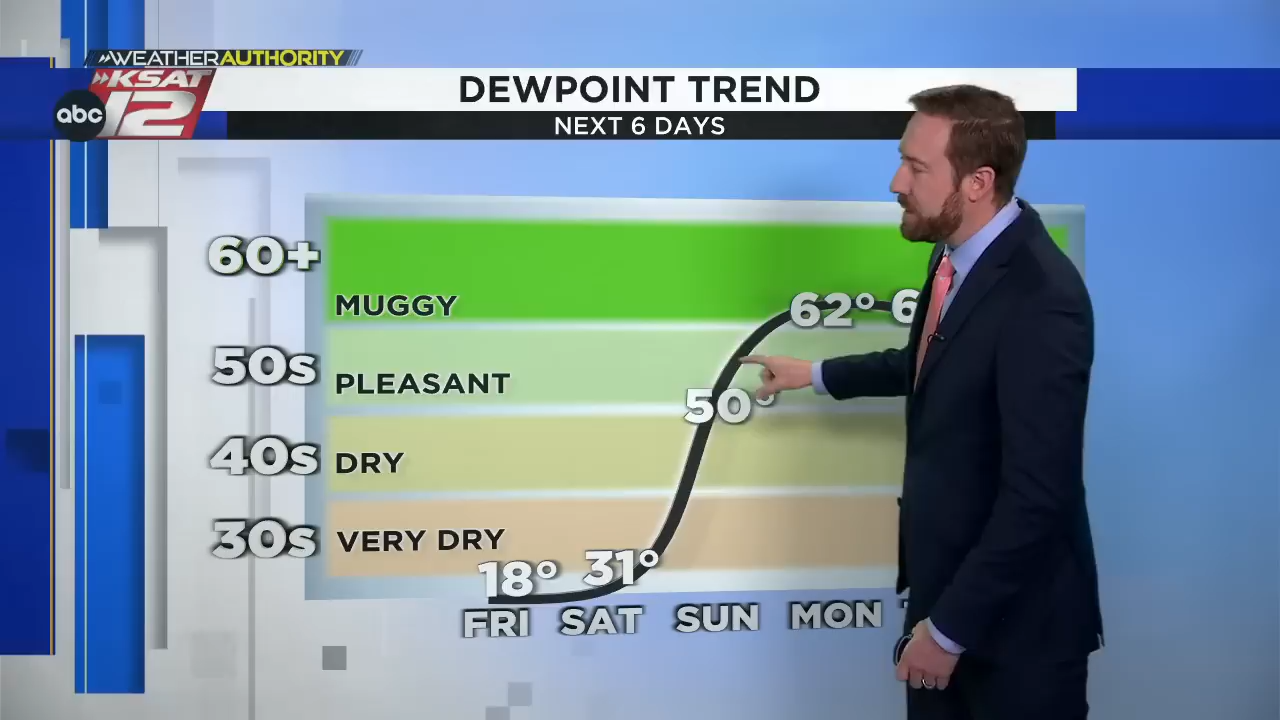 WEATHERAUTHORITY
KSAT
abc 12
DEWPOINT TREND
NEXT 6 DAYS
60+
MUGGY
62° 6
50s PLEASANT
50°
40s DRY
30s VERY DRY
18° 31°
FRI SAT SUN MON